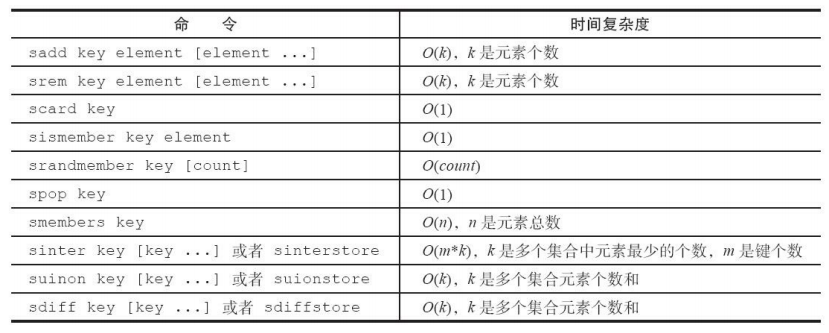 命 令 时间复杂度
sadd key element [element ...] O(k)，k 是元素个数
srem key element [element ...] O(k)，k 是元素个数
scard key O(1)
sismember key element O(1)
srandmember key [count] O(count)
spop key O(1)
smembers key O(n)，n 是元素总数
sinter key [key ...] 或者 sinterstore O(m*k)，k 是多个集合中元素最少的个数，m 是键个数
suinon key [key ...] 或者 suionstore O(k)，k 是多个集合元素个数和
sdiff key [key ...] 或者 sdiffstore O(k)，k 是多个集合元素个数和